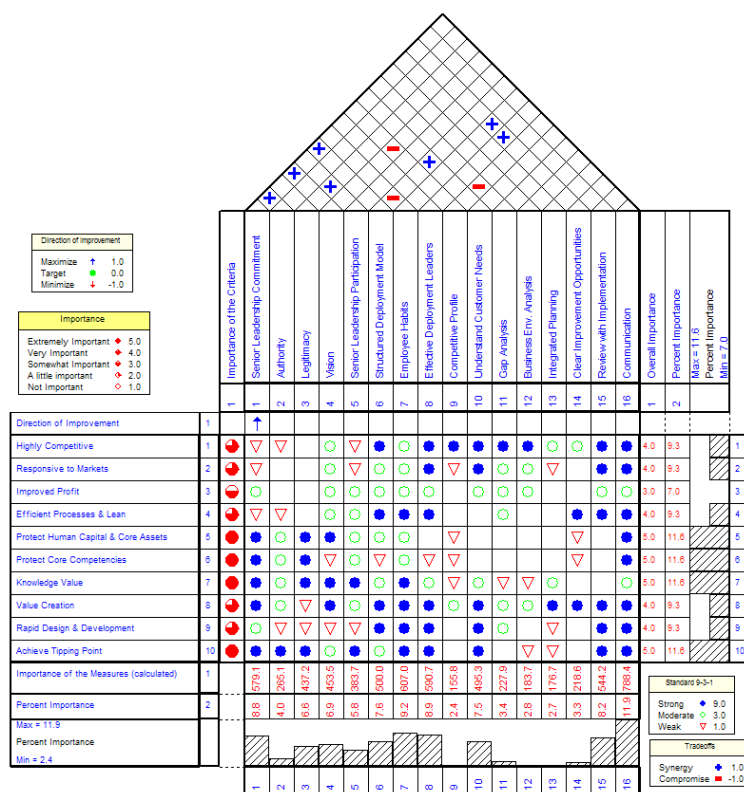 Direction of Improvement
Maximize 1.0
Target 0.0
Minimize -1.0
Importance
Extremely Important 5.0
Very Important 4.0
Somewhat Important 3.0
A little important 2.0
Not Important 1.0
Importance of the Criteria
Senior Leadership Commitment
Authority
Legitimacy
Vision
Senior Leadership Participation
Structured Deployment Model
Employee Habits
Effective Deployment Leaders
Competitive Profile
Understand Customer Needs
Gap Analysis
Business Env. Analysis
Integrated Planning
Clear Improvement Opportunities
Review with Implementation
Communication
Overall Importance
Percent Importance
Max = 11.6
Percent Importance
Min = 7.0
1 1 2 3 4 5 6 7 8 9 10 11 12 13 14 15 16 1 2
Direction of Improvement 1
Highly Competitive 1 4.0 9.3 1
Responsive to Markets 2 4.0 9.3 2
Improved Profit 3 3.0 7.0 3
Efficient Processes & Lean 4 4.0 9.3 4
Protect Human Capital & Core Assets 5 5.0 11.6 5
Protect Core Competencies 6 5.0 11.6 6
Knowledge Value 7 5.0 11.6 7
Value Creation 8 4.0 9.3 8
Rapid Design & Development 9 4.0 9.3 9
Achieve Tipping Point 10 5.0 11.6 10
Importance of the Measures (calculated) 1 579.1 265.1 437.2 453.5 383.7 500.0 607.0 590.7 155.8 495.3 227.9 183.7 176.7 218.6 544.2 788.4
Percent Importance 2 8.8 4.0 6.6 6.9 5.8 7.6 9.2 8.9 2.4 7.5 3.4 2.8 2.7 3.3 8.2 11.9
Max = 11.9
Percent Importance
Min = 2.4
1 2 3 4 5 6 7 8 9 10 11 12 13 14 15 16
Standard 9-3-1
Strong 9.0
Moderate 3.0
Weak 1.0
Tradeoffs
Synergy 1.0
Compromise -1.0